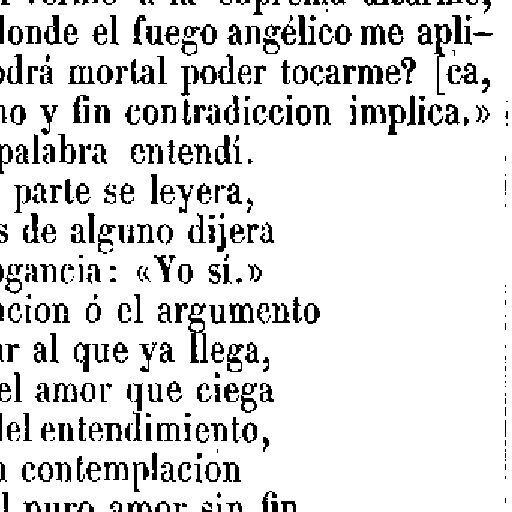 donde el fuego angélico me apli-
odrá mortal poder tocarme? [ca,
no y fin contradiccion implica.»
palabra entendí.
parte se leyera,
s de alguno dijera
ogancia: «Yo sí.»
acion ó el argumento
ar al que ya llega,
el amor que ciega
del entendimiento,
a contemplacion
l puro amor sin fin